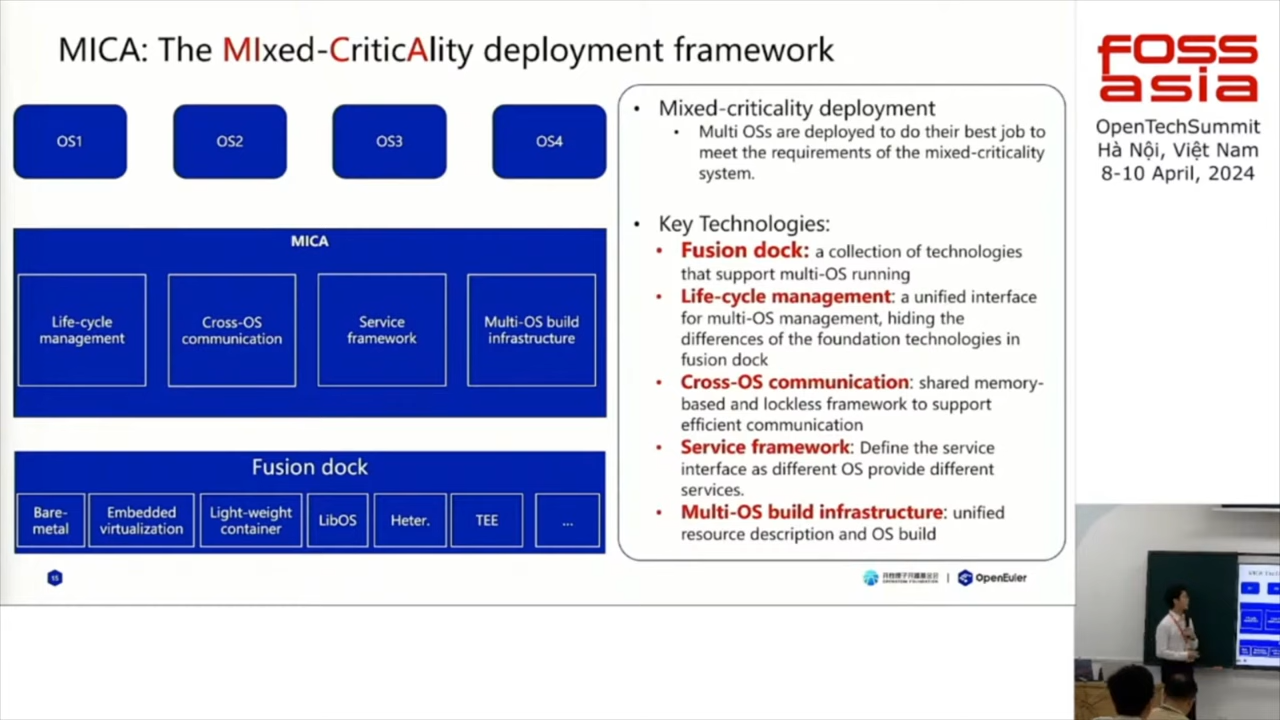 MICA: The MIxed-CriticAlity deployment framework
OS1
OS2
OS3
OS4
MICA
Life-cycle
management
Cross-OS
communication
Service
framework
Multi-OS build
infrastructure
Fusion dock
Bare-
metal
Embedded
virtualization
Light-weight
container
LibOS
Heter.
TEE
...
• Mixed-criticality deployment
• Multi OSs are deployed to do their best job to
meet the requirements of the mixed-criticality
system.
• Key Technologies:
• Fusion dock: a collection of technologies
that support multi-OS running
• Life-cycle management: a unified interface
for multi-OS management, hiding the
differences of the foundation technologies in
fusion dock
• Cross-OS communication: shared memory-
based and lockless framework to support
efficient communication
• Service framework: Define the service
interface as different OS provide different
services.
• Multi-OS build infrastructure: unified
resource description and OS build
15
OpenEuler
FOSS
asia
OpenTechSummit
Hà Nội, Việt Nam
8-10 April, 2024